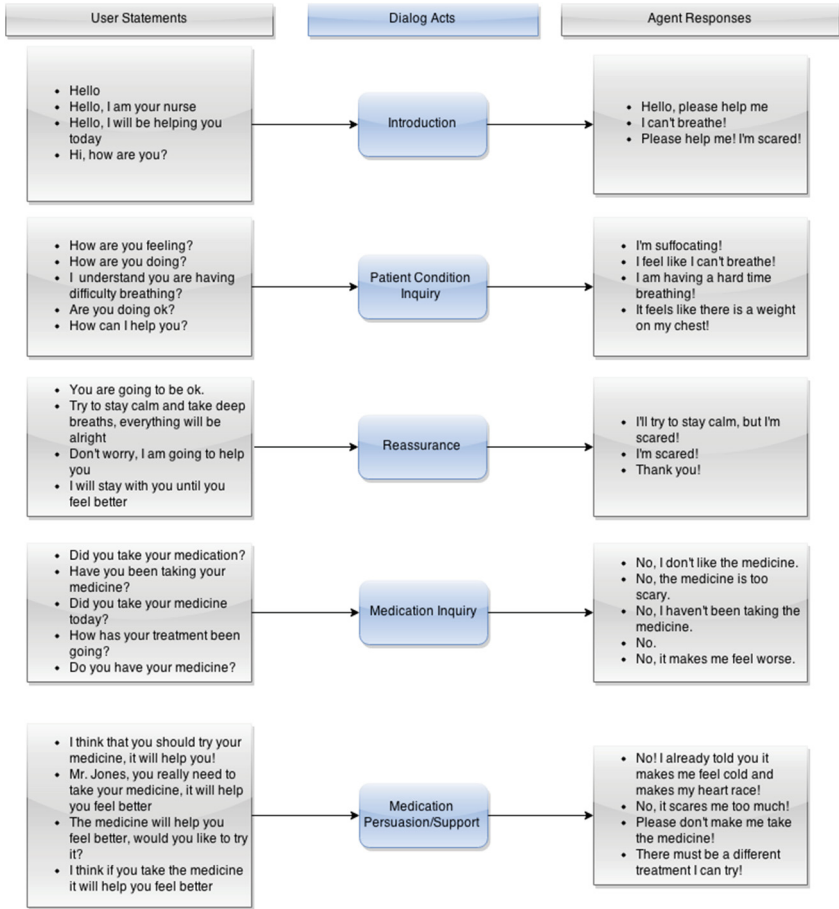 User Statements
Dialog Acts
Agent Responses
• Hello
• Hello, I am your nurse
• Hello, I will be helping you
today
• Hi, how are you?
Introduction
• Hello, please help me
• I can't breathe!
• Please help me! I'm scared!
• How are you feeling?
• How are you doing?
• I understand you are having
difficulty breathing?
• Are you doing ok?
• How can I help you?
Patient Condition
Inquiry
• I'm suffocating!
• I feel like I can't breathe!
• I am having a hard time
breathing!
• It feels like there is a weight
on my chest!
• You are going to be ok.
• Try to stay calm and take deep
breaths, everything will be
alright
• Don't worry, I am going to help
you
• I will stay with you until you
feel better
Reassurance
• I'll try to stay calm, but I'm
scared!
• I'm scared!
• Thank you!
• Did you take your medication?
• Have you been taking your
medicine?
• Did you take your medicine
today?
• How has your treatment been
going?
• Do you have your medicine?
Medication Inquiry
• No, I don't like the medicine.
• No, the medicine is too
scary.
• No, I haven't been taking the
medicine.
• No.
• No, it makes me feel worse.
• I think that you should try your
medicine, it will help you!
• Mr. Jones, you really need to
take your medicine, it will help
you feel better
• The medicine will help you
feel better, would you like to try
it?
• I think if you take the medicine
it will help you feel better
Medication
Persuasion/Support
• No! I already told you it
makes me feel cold and
makes my heart race!
• No, it scares me too much!
• Please don't make me take
the medicine!
• There must be a different
treatment I can try!